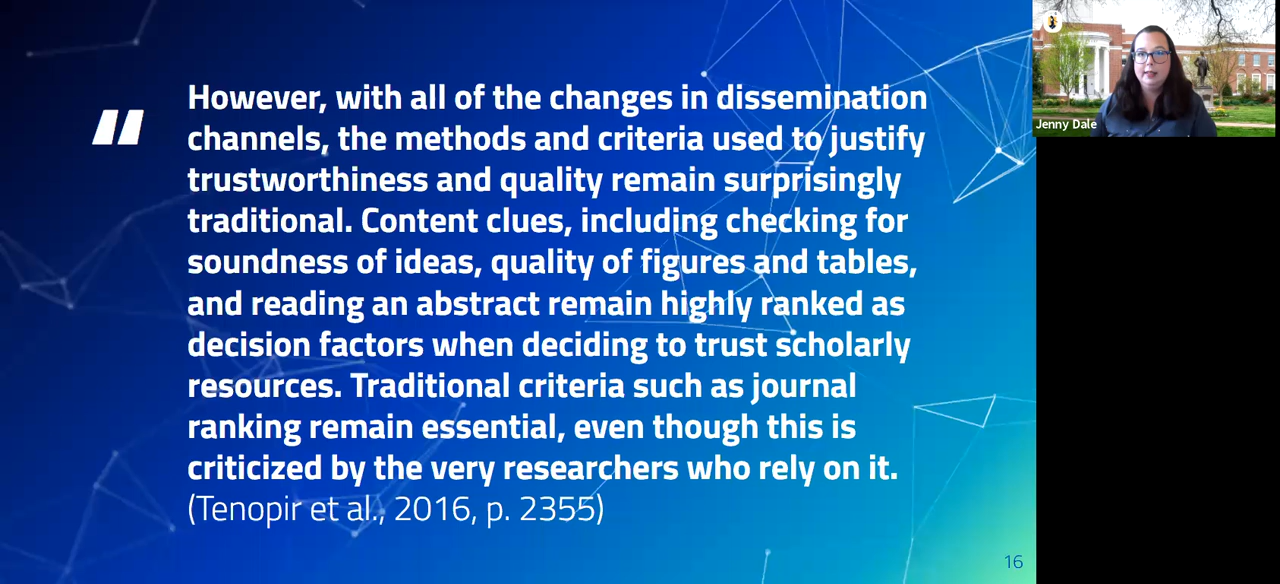 “
However, with all of the changes in dissemination
channels, the methods and criteria used to justify
trustworthiness and quality remain surprisingly
traditional. Content clues, including checking for
soundness of ideas, quality of figures and tables,
and reading an abstract remain highly ranked as
decision factors when deciding to trust scholarly
resources. Traditional criteria such as journal
ranking remain essential, even though this is
criticized by the very researchers who rely on it.
(Tenopir et al., 2016, p. 2355)
16
Jenny Dale